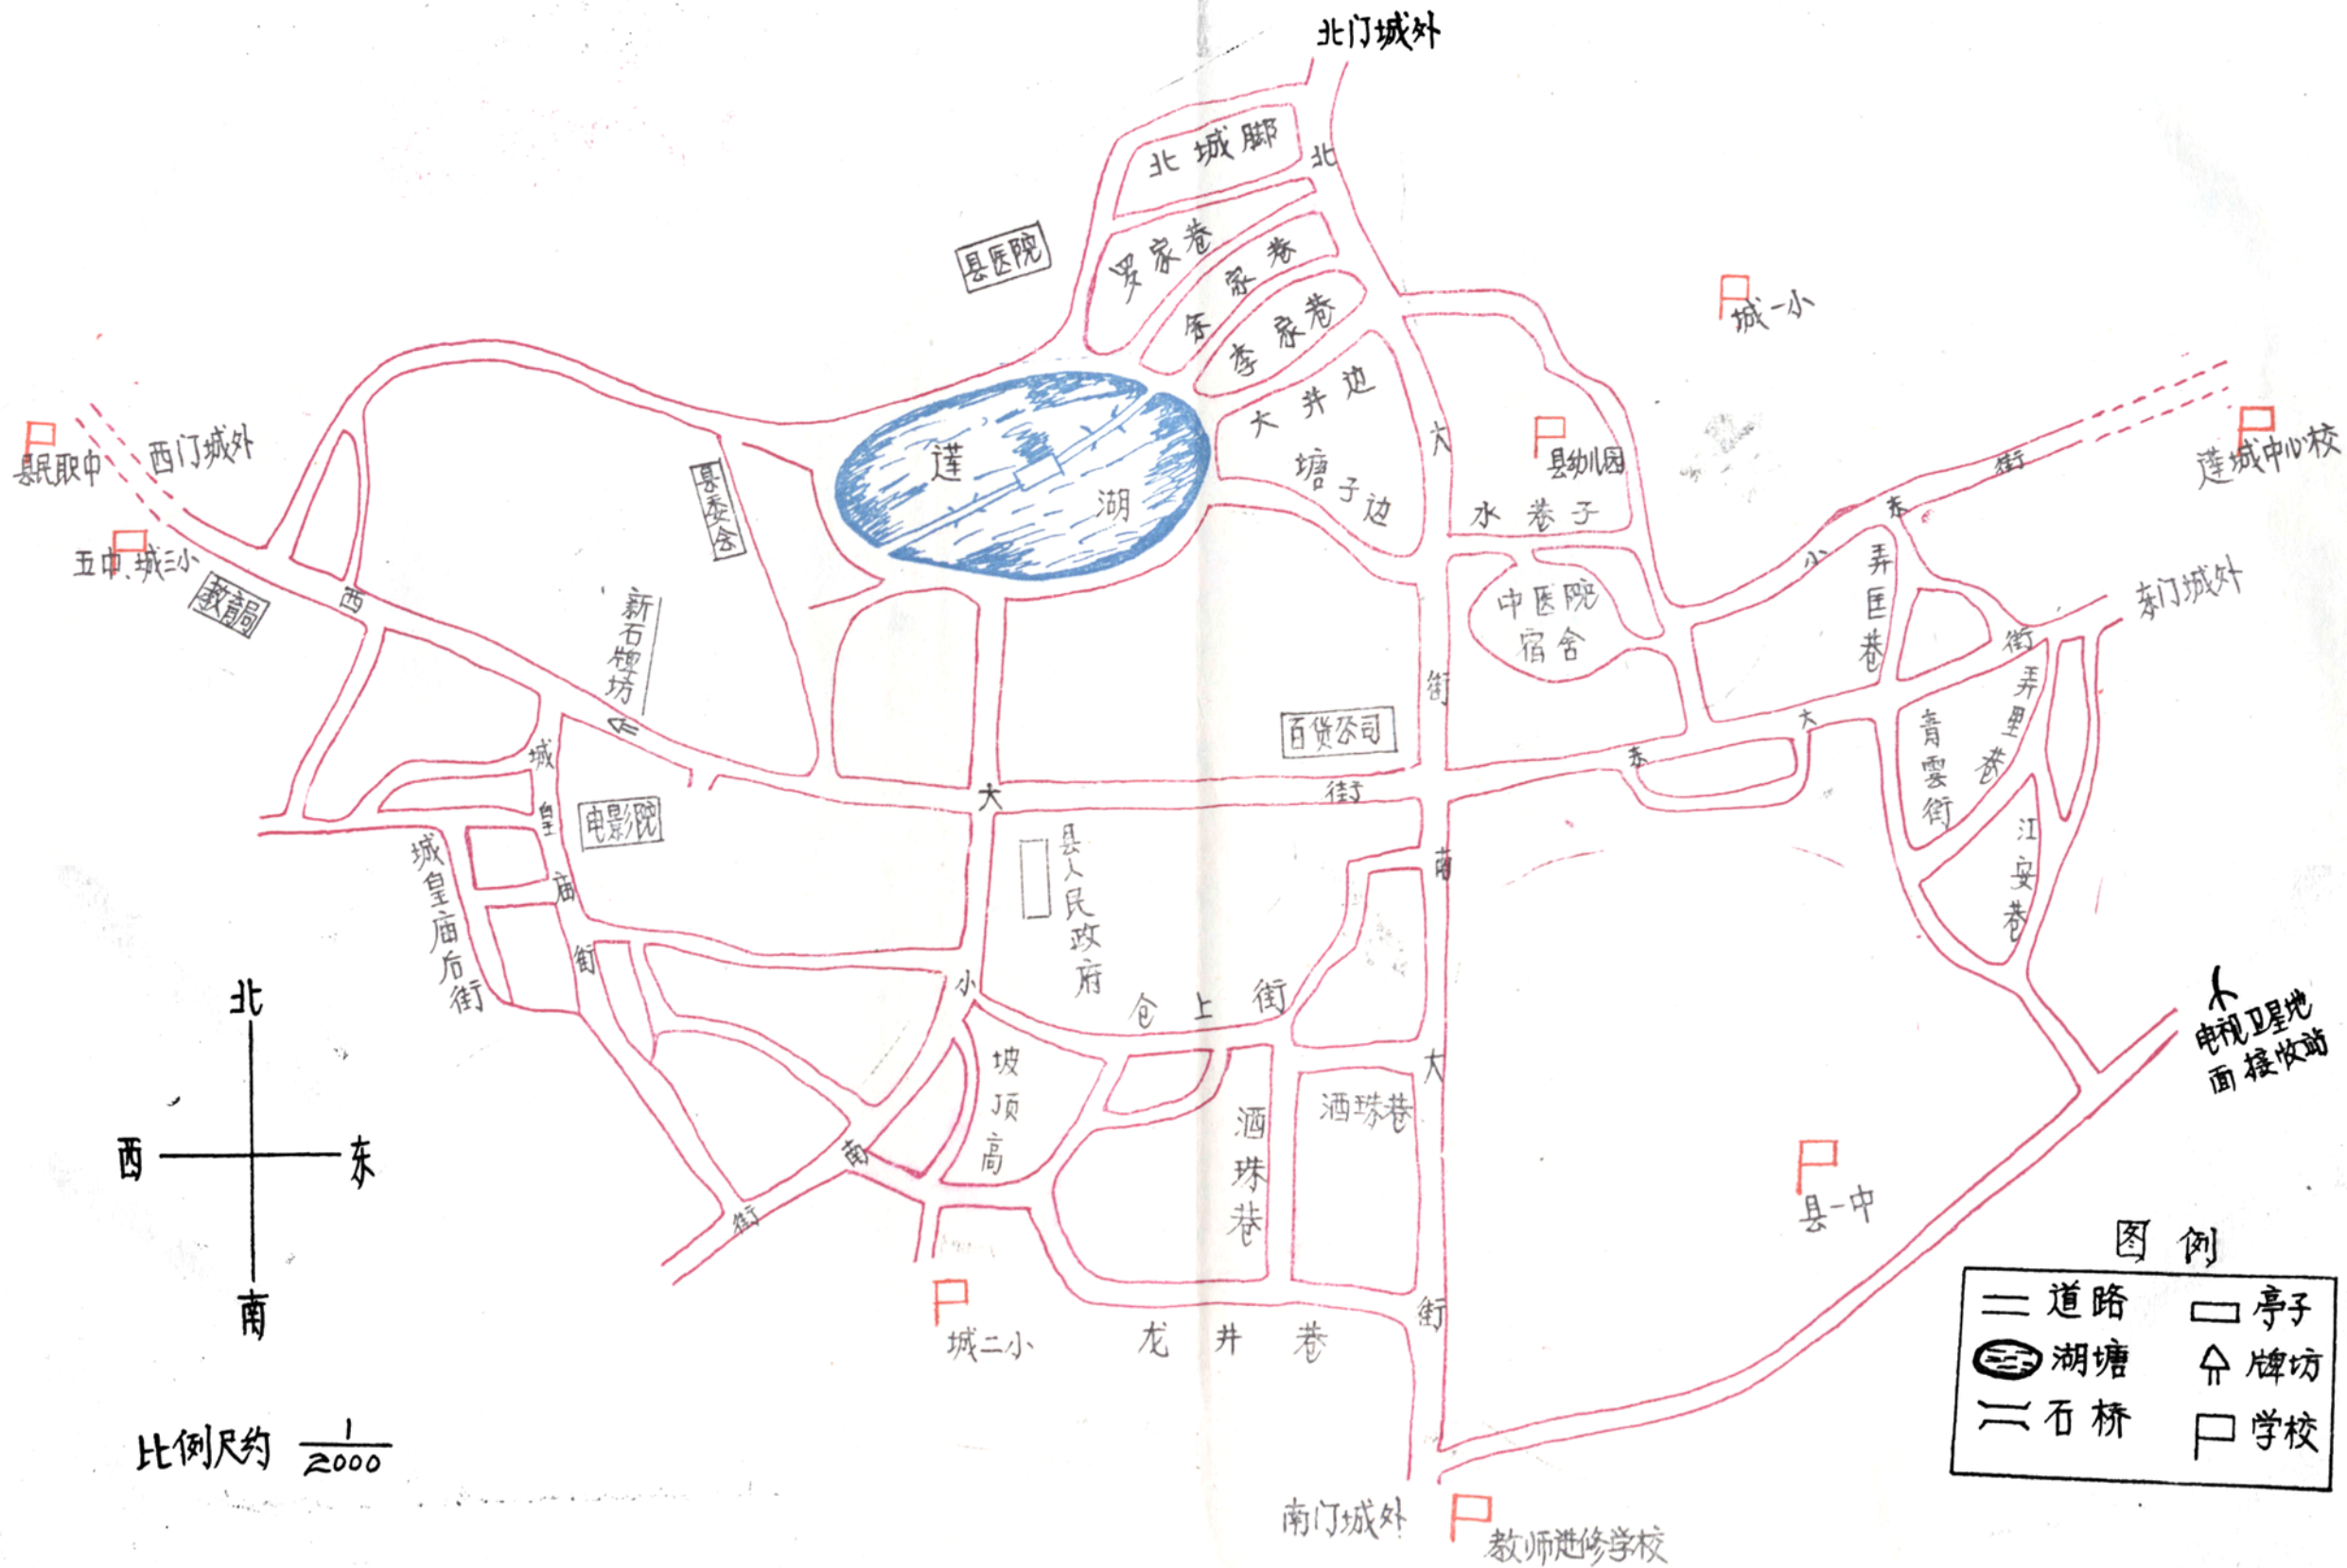 北门城外
北城脚
罗家巷
余家巷
李家巷
大井边
塘子边
北大街
县医院
城一小
县幼儿园
水巷子
中医院
宿舍
莲湖
县委会
西门城外
县民职中
五中、城三小
教育局
新石牌坊
西大街
百货公司
小东街
莲城中心校
东门城外
弄匡巷
东大街
青雲街
弄里巷
江安巷
城皇庙街
城皇庙后街
电影院
县人民政府
仓上街
小南街
坡顶高
洒珠巷
洒珠巷
南大街
龙井巷
城二小
县一中
电视卫星地
面接收站
南门城外
教师进修学校
北
西
东
南
比例尺约 1/2000
图例
道路
亭子
湖塘
牌坊
石桥
学校